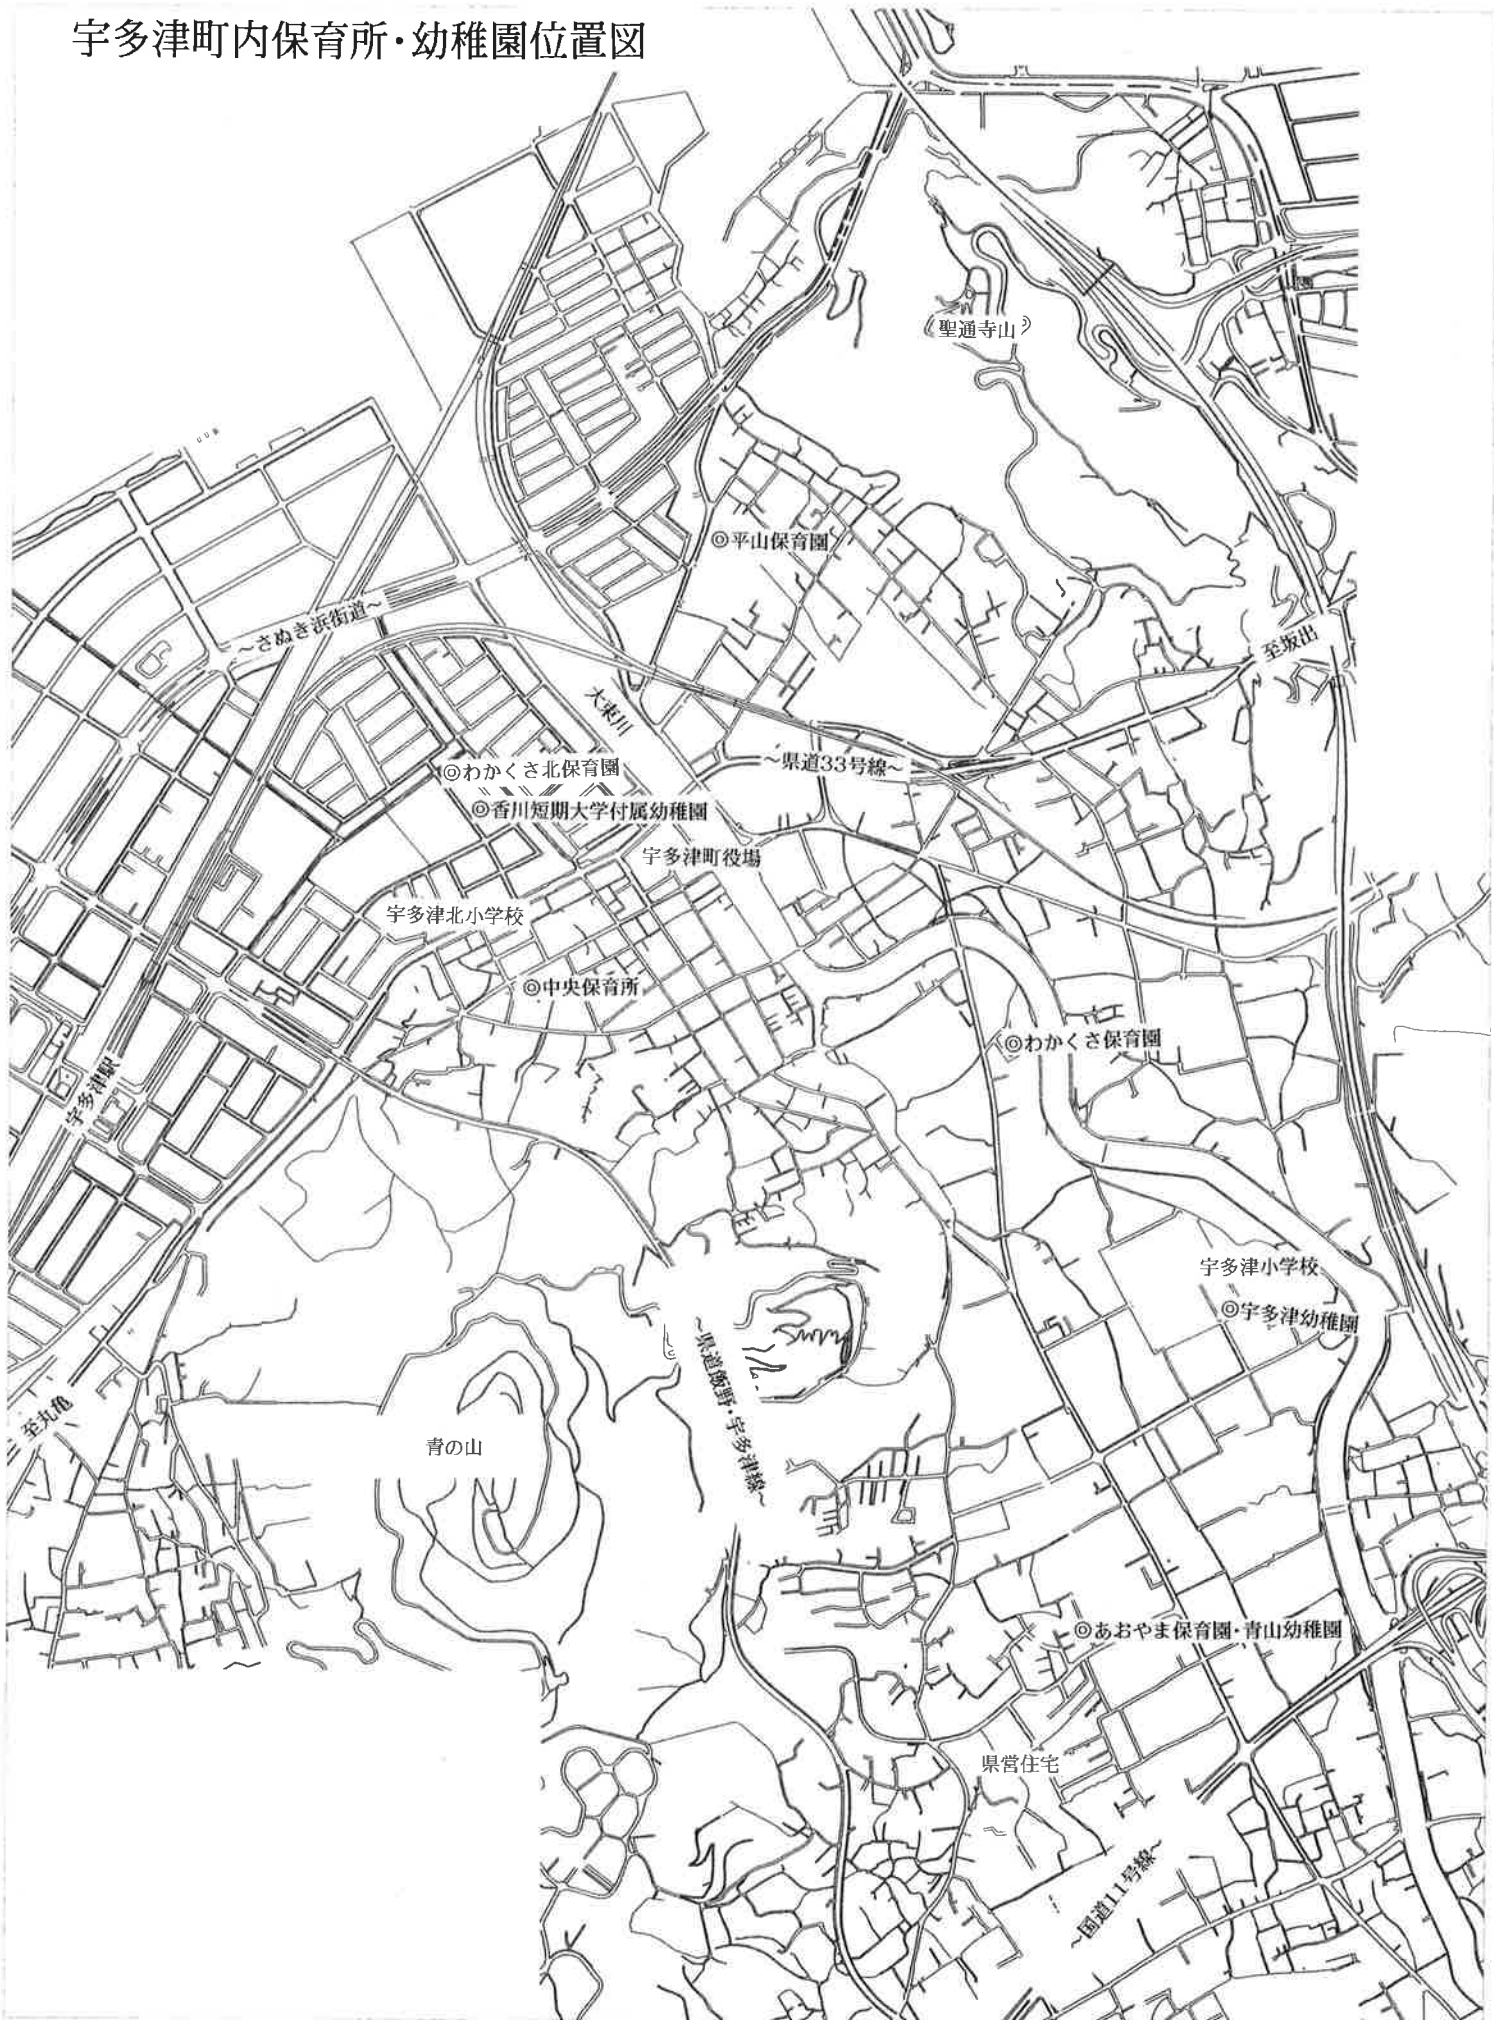 宇多津町内保育所・幼稚園位置図
聖通寺山
◎平山保育園
～さぬき浜街道～
至坂出
大束川
～県道33号線～
◎わかくさ北保育園
◎香川短期大学付属幼稚園
宇多津町役場
宇多津北小学校
◎中央保育所
◎わかくさ保育園
宇多津駅
宇多津小学校
◎宇多津幼稚園
～県道飯野・宇多津線～
至丸亀
青の山
◎あおやま保育園・青山幼稚園
県営住宅
～国道11号線～